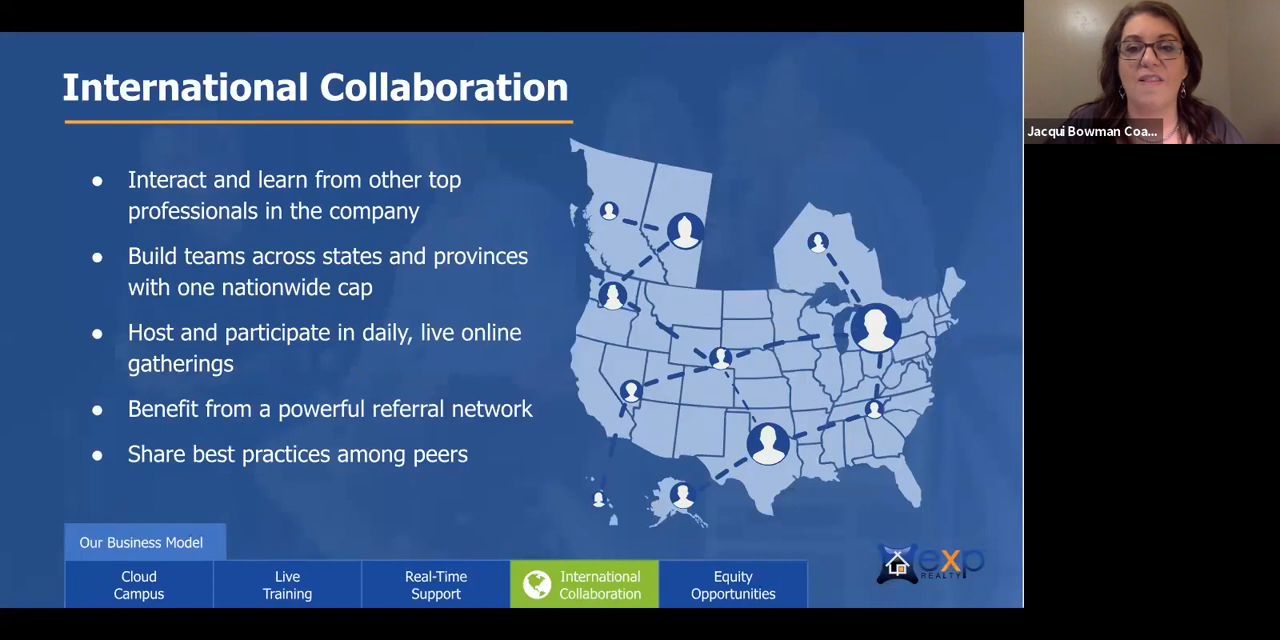 International Collaboration
● Interact and learn from other top
professionals in the company
● Build teams across states and provinces
with one nationwide cap
● Host and participate in daily, live online
gatherings
● Benefit from a powerful referral network
● Share best practices among peers
Our Business Model
Cloud
Campus
Live
Training
Real-Time
Support
International
Collaboration
Equity
Opportunities
exp
REALTY
Jacqui Bowman Coa...